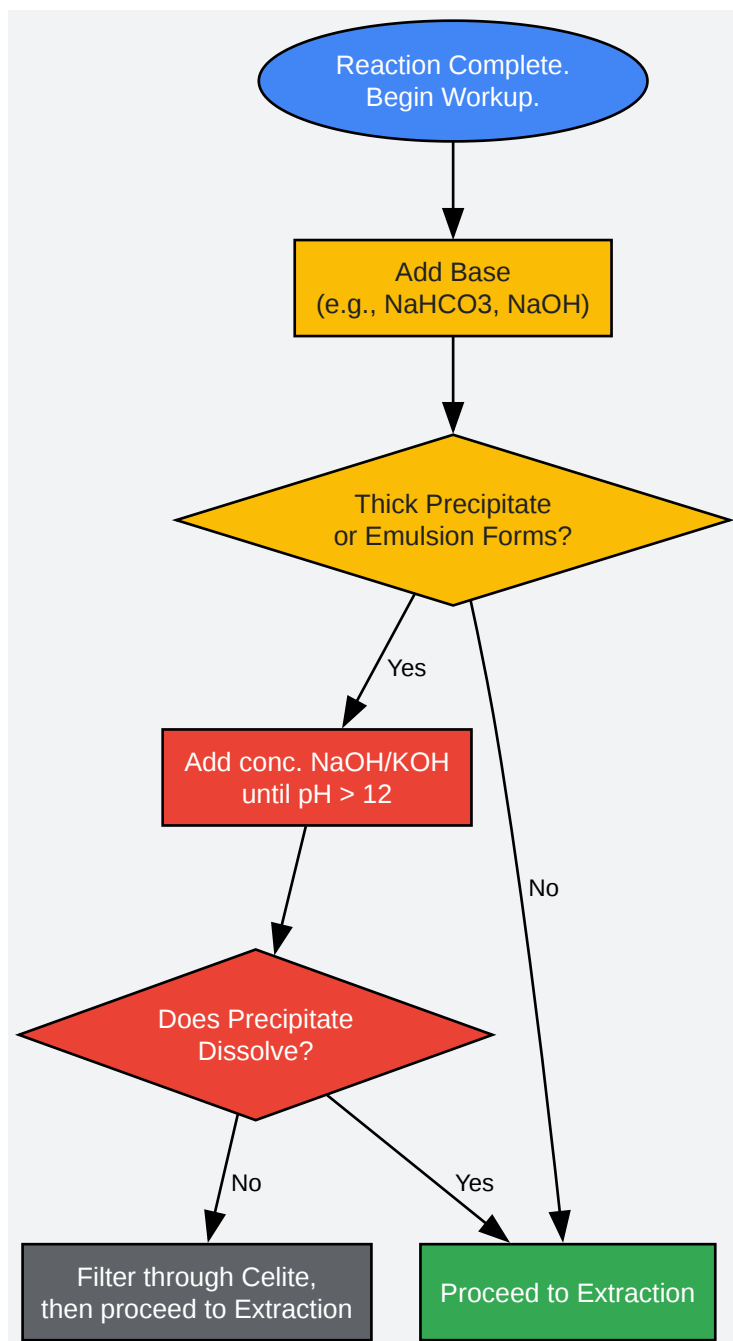 Reaction Complete.
Begin Workup.
Add Base
(e.g., NaHCO3, NaOH)
Thick Precipitate
or Emulsion Forms?
Yes
Add conc. NaOH/KOH
until pH > 12
No
Does Precipitate
Dissolve?
No
Yes
Filter through Celite,
then proceed to Extraction
Proceed to Extraction